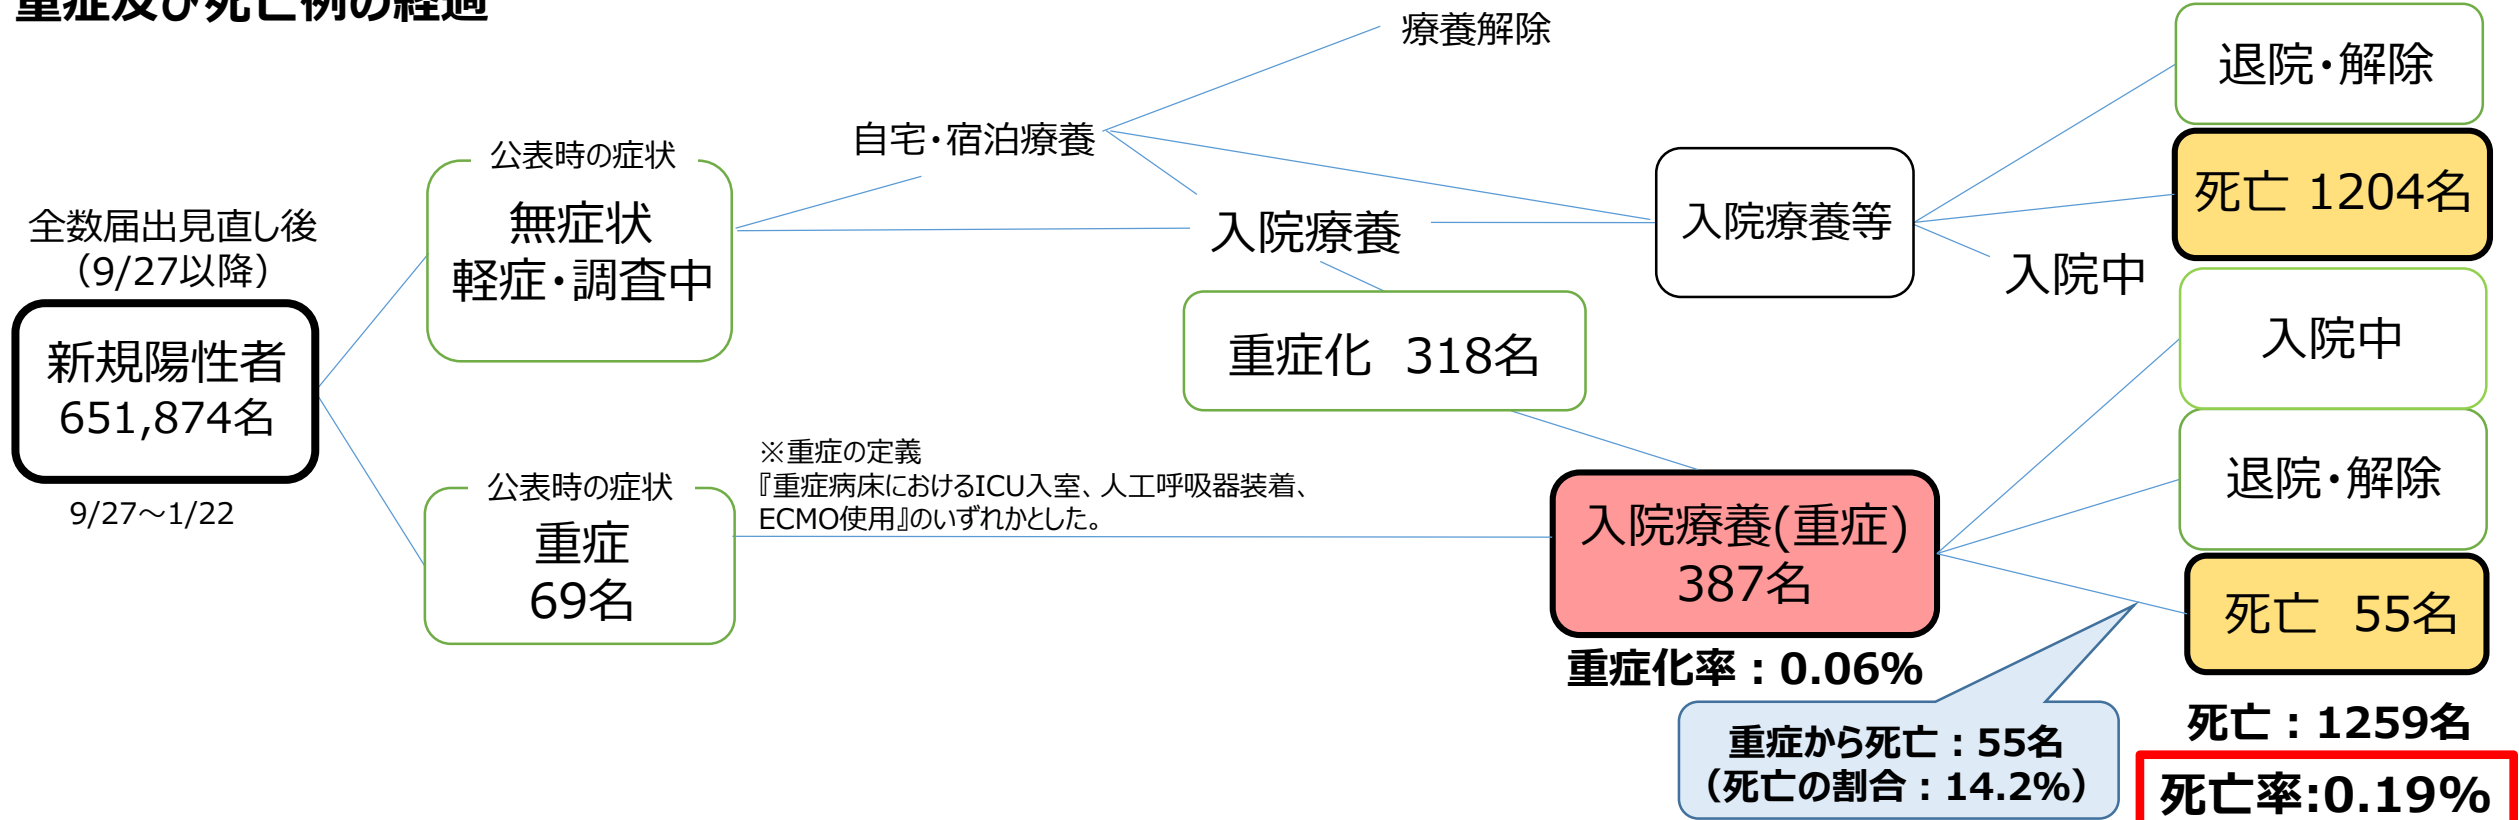 重症及び死亡例の経過
全数届出見直し後
（9/27以降）
新規陽性者
651,874名
9/27～1/22
公表時の症状
無症状
軽症・調査中
公表時の症状
重症
69名
自宅・宿泊療養
療養解除
入院療養
重症化　318名
※重症の定義
『重症病床におけるICU入室、人工呼吸器装着、
ECMO使用』のいずれかとした。
入院療養等
入院療養(重症)
387名
重症化率：0.06%
重症から死亡：55名
（死亡の割合：14.2%）
退院・解除
死亡 1204名
入院中
入院中
退院・解除
死亡　55名
死亡：1259名
死亡率:0.19%